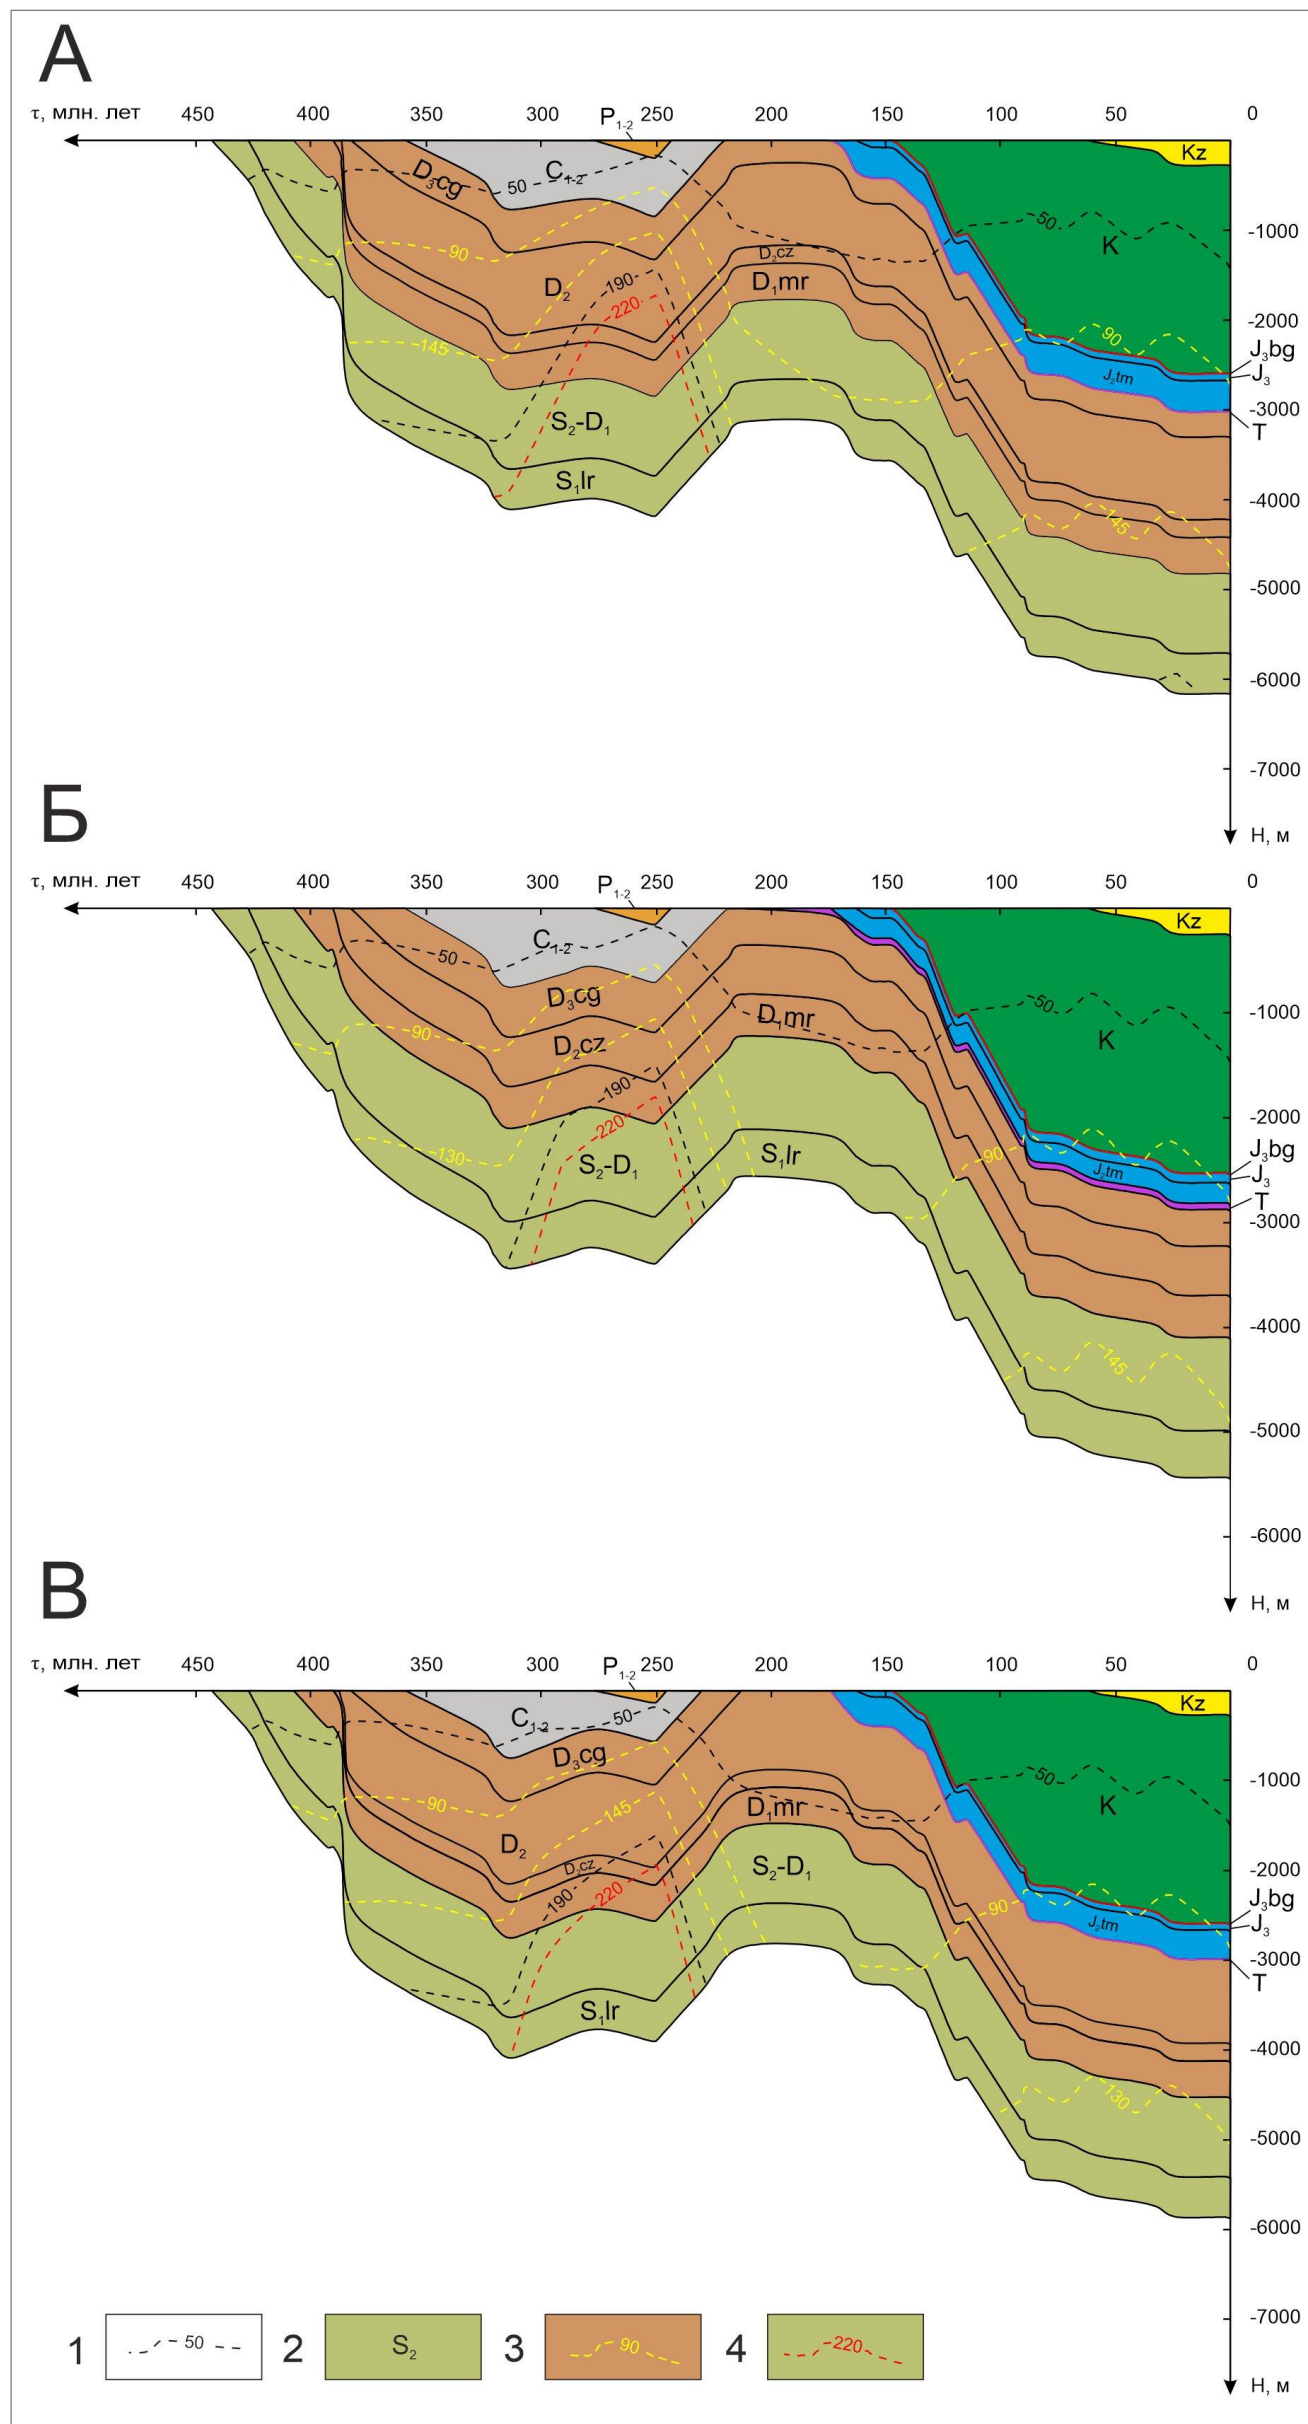 А
τ, млн. лет 450 400 350 300 P₁₋₂ 250 200 150 100 50 0
Kz
D₃cg
50
C₁₋₂
50
K
-1000
90
D₂
D₂cz
190
D₁mr
220
145
-2000
90
J₃bg
J₂tm
J₃
-3000
T
S₂-D₁
S₁lr
-4000
145
-5000
-6000
-7000
Н, м
Б
τ, млн. лет 450 400 350 300 P₁₋₂ 250 200 150 100 50 0
Kz
50
C₁₋₂
D₃cg
50
-1000
D₁mr
K
90
D₂cz
190
220
-2000
130
S₂-D₁
S₁lr
90
J₃bg
J₂tm
J₃
T
-3000
-4000
145
-5000
-6000
Н, м
В
τ, млн. лет 450 400 350 300 P₁₋₂ 250 200 150 100 50 0
Kz
C₁₋₂
50
D₃cg
50
-1000
90
145
D₁mr
K
D₂
D₂cz
190
220
S₂-D₁
-2000
90
J₃bg
J₂tm
J₃
-3000
T
S₁lr
-4000
130
-5000
-6000
-7000
1 50 2 S₂ 3 90 4 220
Н, м